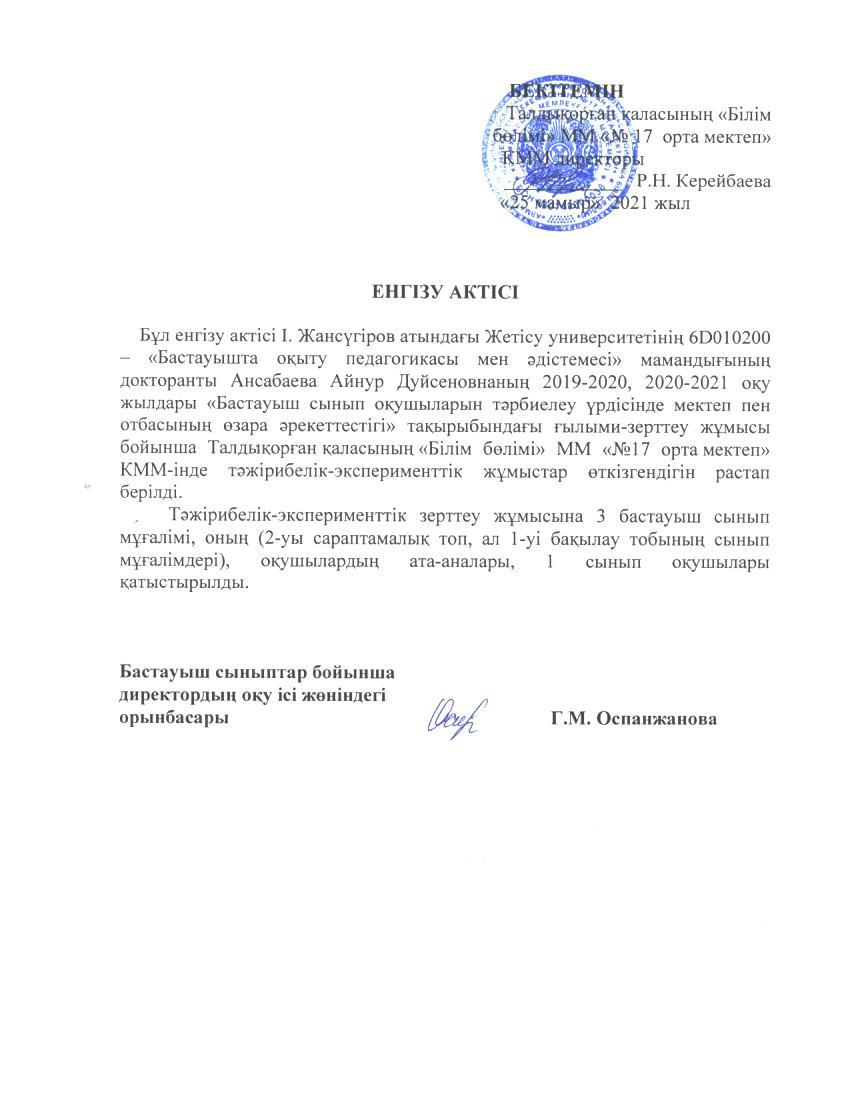 БЕКІТЕМІН
Талдықорған қаласының «Білім
бөлімі» ММ «№ 17 орта мектеп»
КММ директоры
Р.Н. Керейбаева
«25 мамыр» 2021 жыл
ЕНГІЗУ АКТІСІ
Бұл енгізу актісі І. Жансүгіров атындағы Жетісу университетінің 6D010200
– «Бастауышта оқыту педагогикасы мен әдістемесі» мамандығының
докторанты Ансабаева Айнур Дуйсеновнаның 2019-2020, 2020-2021 оқу
жылдары «Бастауыш сынып оқушыларын тәрбиелеу үрдісінде мектеп пен
отбасының өзара әрекеттестігі» тақырыбындағы ғылыми-зерттеу жұмысы
бойынша Талдықорған қаласының «Білім бөлімі» ММ «№17 орта мектеп»
КММ-інде тәжірибелік-эксперименттік жұмыстар өткізгендігін растап
берілді.
Тәжірибелік-эксперименттік зерттеу жұмысына 3 бастауыш сынып
мұғалімі, оның (2-уы сараптамалық топ, ал 1-уі бақылау тобының сынып
мұғалімдері), оқушылардың ата-аналары, 1 сынып оқушылары
қатыстырылды.
Бастауыш сыныптар бойынша
директордың оқу ісі жөніндегі
орынбасары Г.М. Оспанжанова